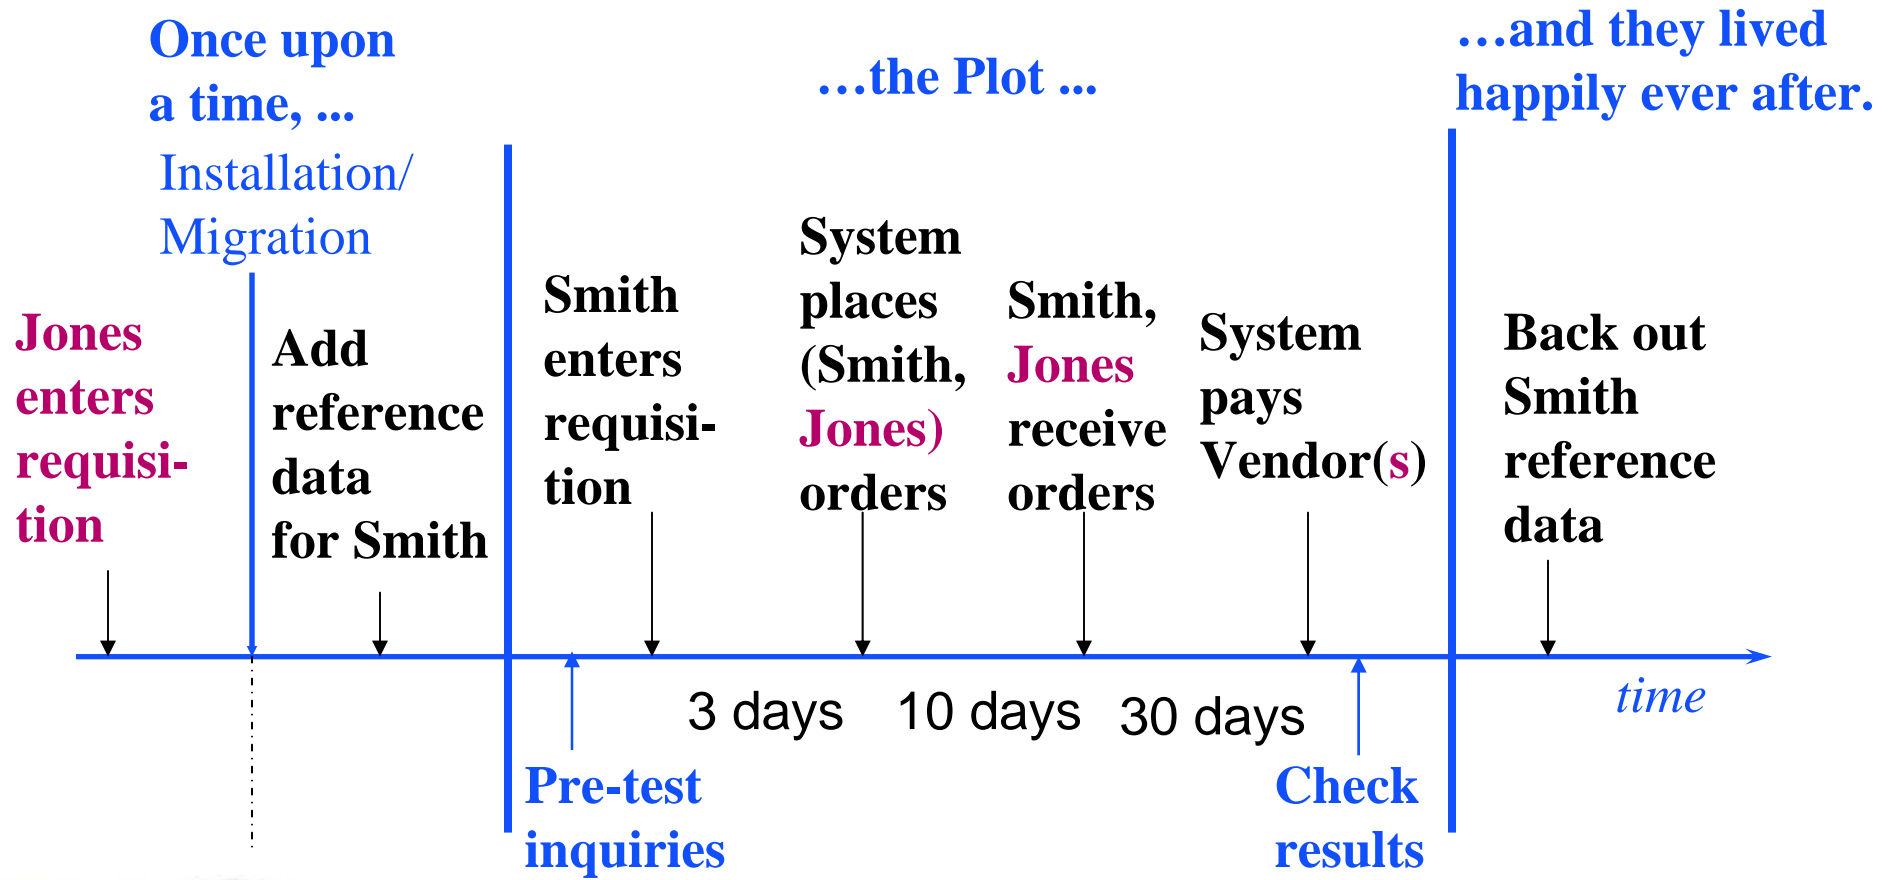 Once upon
a time, ...
…the Plot ...
…and they lived
happily ever after.
Installation/
Migration
Jones
enters
requisi-
tion
Add
reference
data
for Smith
Smith
enters
requisi-
tion
System
places
(Smith,
Jones)
orders
Smith,
Jones
receive
orders
System
pays
Vendor(s)
Back out
Smith
reference
data
3 days
10 days
30 days
time
Pre-test
inquiries
Check
results